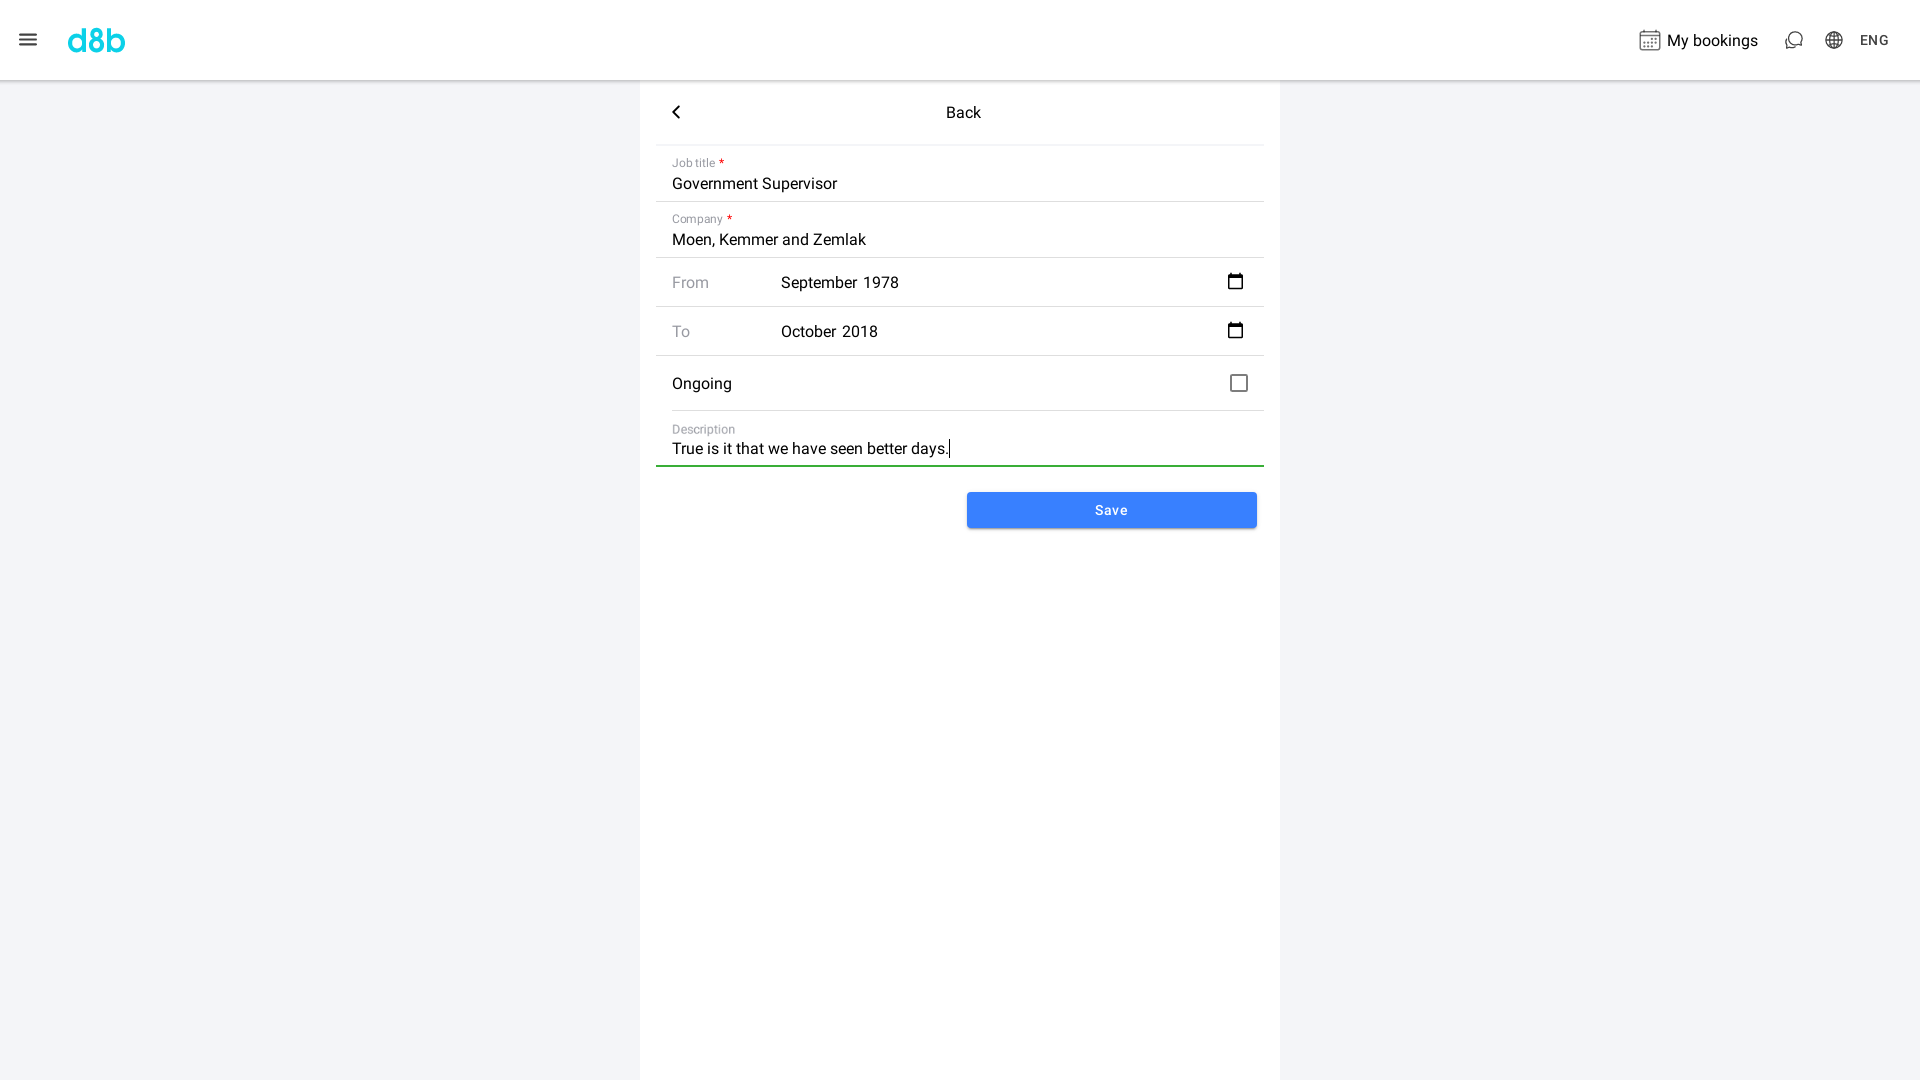 d8b
My bookings
ENG
Back
Job title *
Government Supervisor
Company *
Moen, Kemmer and Zemlak
From September 1978
To October 2018
Ongoing
Description
True is it that we have seen better days.
Save